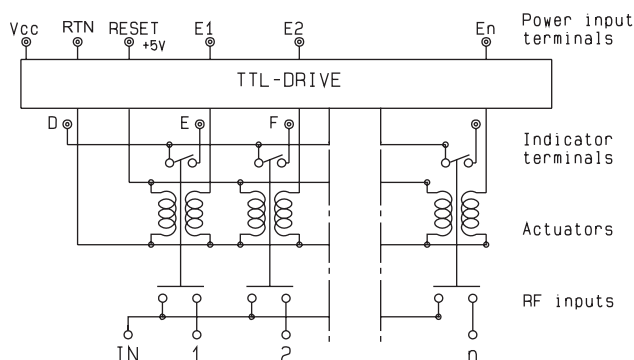 Vcc RTN RESET E1 E2 En Power input
+5V terminals
TTL-DRIVE
D E F Indicator
terminals
Actuators
RF inputs
IN 1 2 n